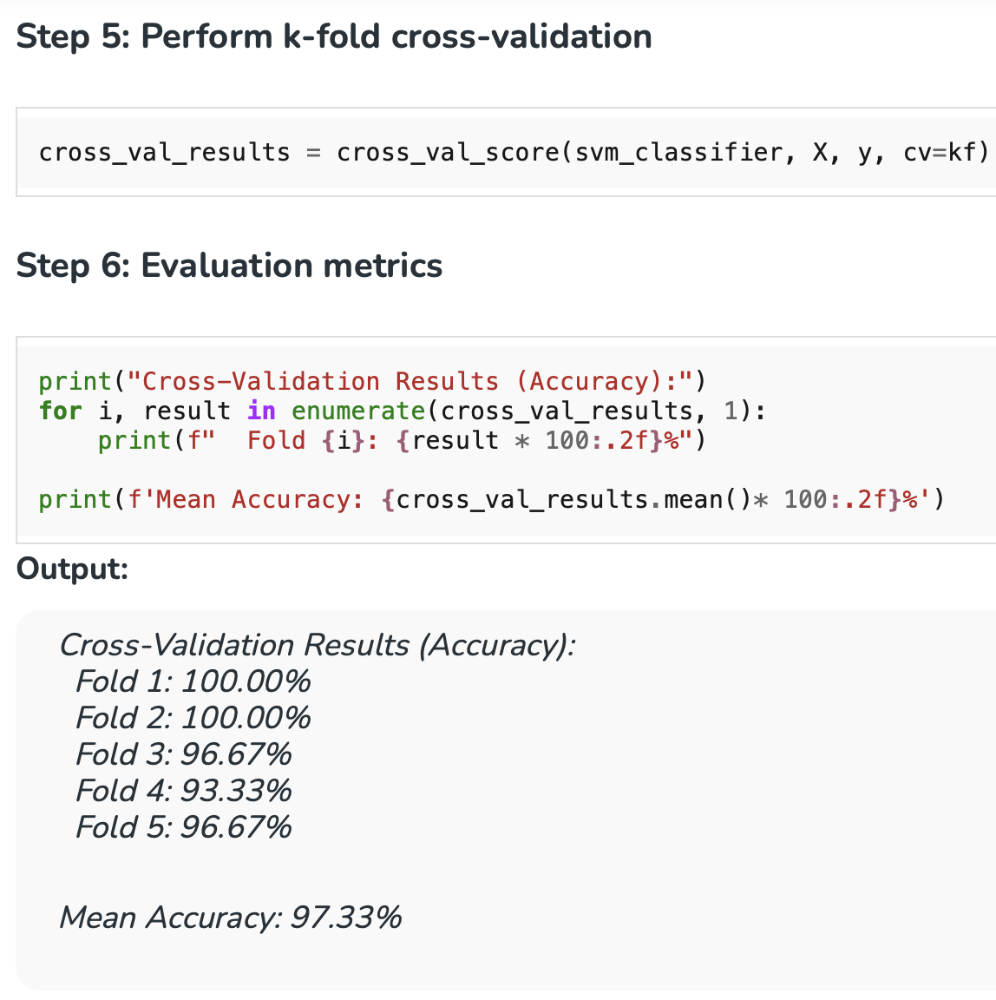 Step 5: Perform k-fold cross-validation
cross_val_results = cross_val_score(svm_classifier, X, y, cv=kf)
Step 6: Evaluation metrics
print("Cross-Validation Results (Accuracy):")
for i, result in enumerate(cross_val_results, 1):
    print(f"  Fold {i}: {result * 100:.2f}%")
print(f'Mean Accuracy: {cross_val_results.mean()* 100:.2f}%')
Output:
Cross-Validation Results (Accuracy):
Fold 1: 100.00%
Fold 2: 100.00%
Fold 3: 96.67%
Fold 4: 93.33%
Fold 5: 96.67%
Mean Accuracy: 97.33%